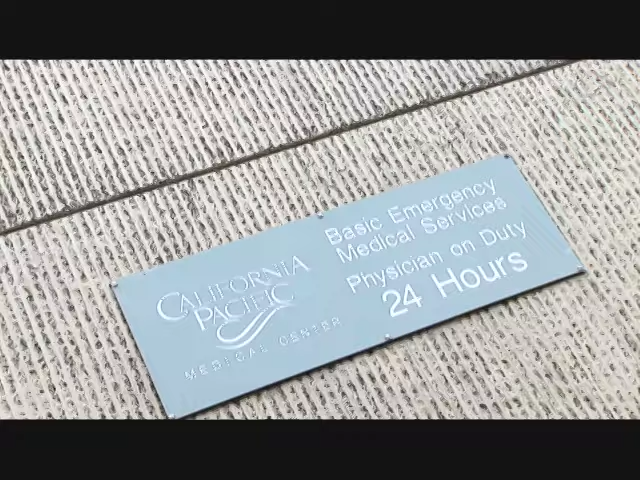 CALIFORNIA
PACIFIC
MEDICAL CENTER
Basic Emergency
Medical Services
Physician on Duty
24 Hours